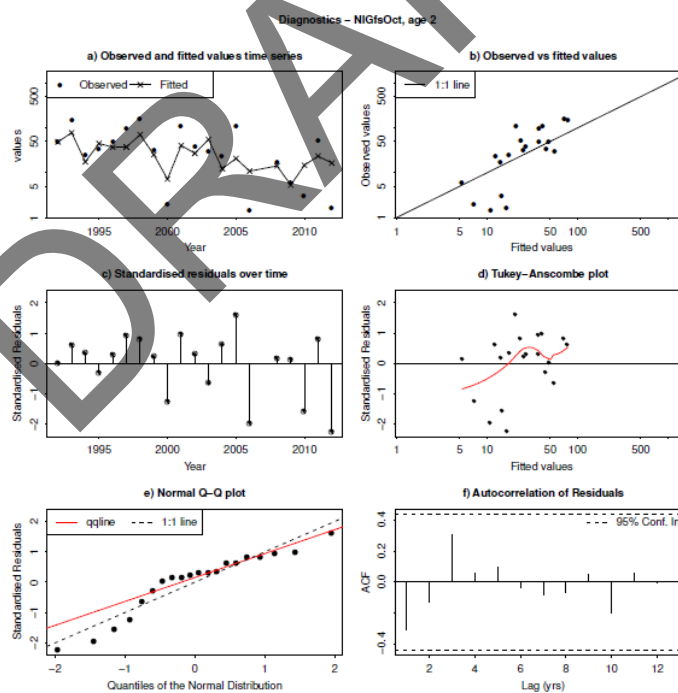 Diagnostics – NIGfsOct, age 2
a) Observed and fitted values time series
Observed Fitted
values
500
50
5
1
1995 2000 2005 2010
Year
b) Observed vs fitted values
1:1 line
Observed values
500
50
5
1
1 5 10 50 100 500
Fitted values
c) Standardised residuals over time
Standardised Residuals
2
1
0
−1
−2
1995 2000 2005 2010
Year
d) Tukey−Anscombe plot
Standardised Residuals
2
1
0
−1
−2
1 5 10 50 100 500
Fitted values
e) Normal Q−Q plot
qqline 1:1 line
Standardised Residuals
2
1
0
−1
−2
−2 −1 0 1 2
Quantiles of the Normal Distribution
f) Autocorrelation of Residuals
95% Conf. In
ACF
0.4
0.2
0.0
−0.4
2 4 6 8 10 12
Lag (yrs)
DRA